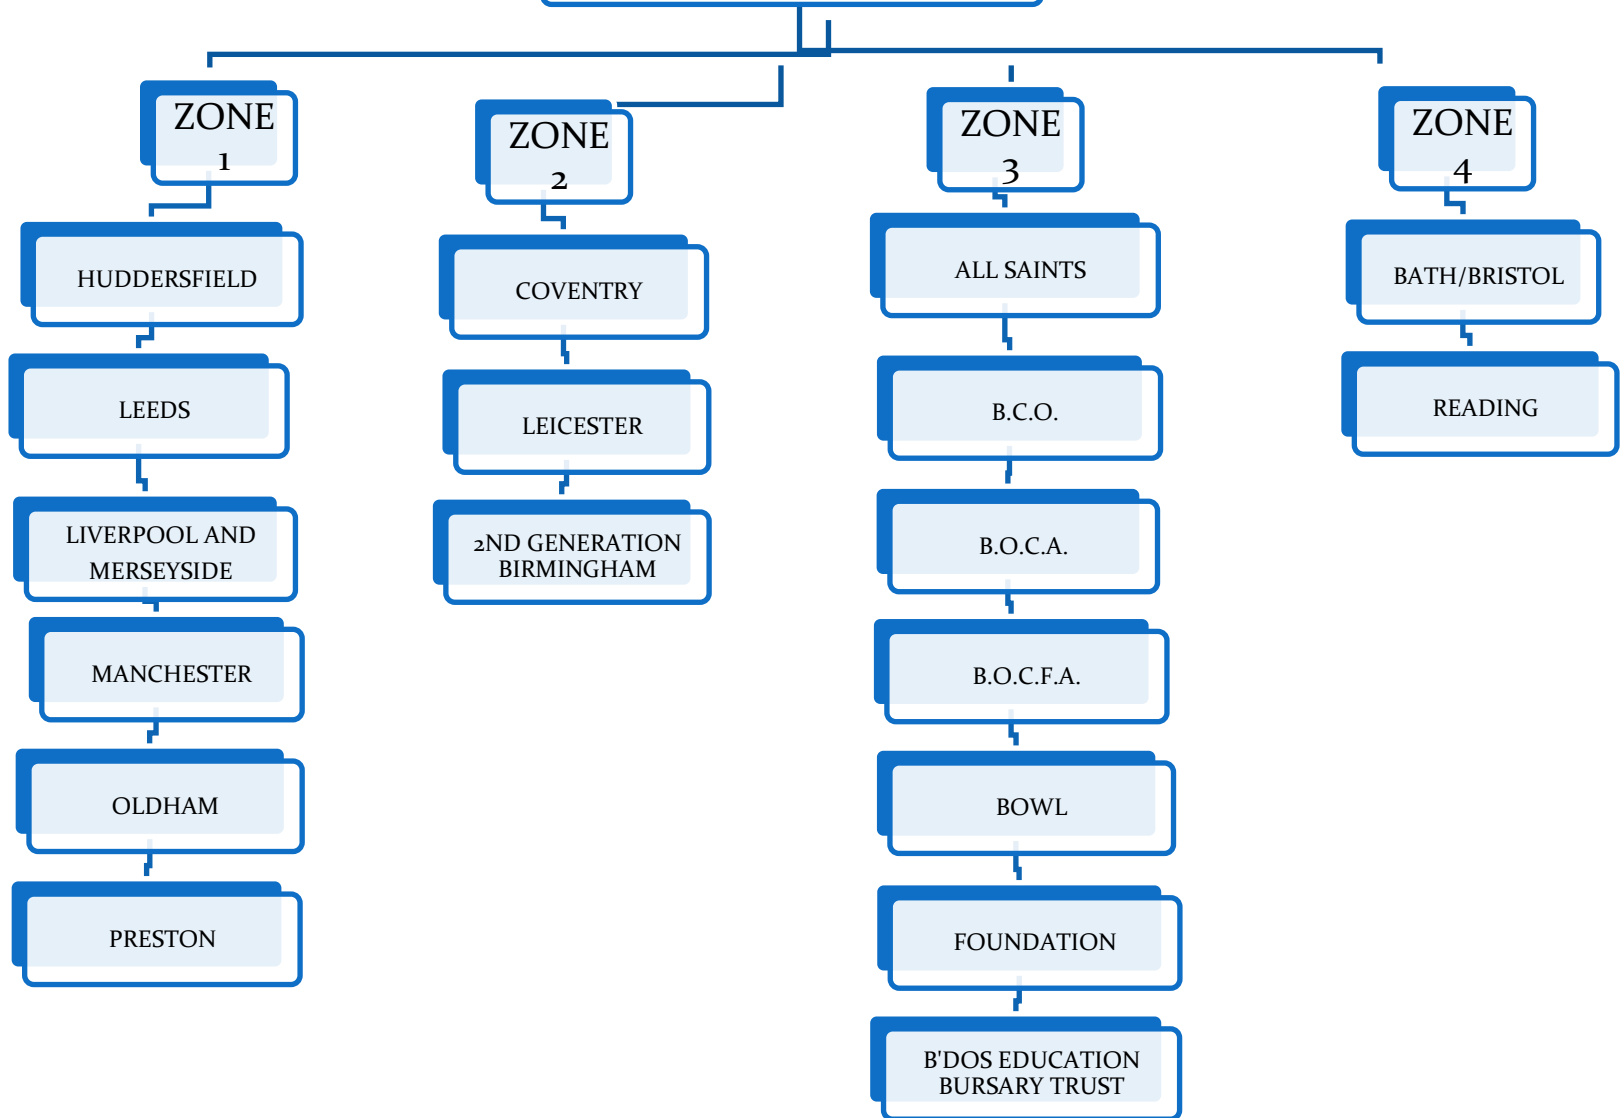 ZONE
1
HUDDERSFIELD
LEEDS
LIVERPOOL AND
MERSEYSIDE
MANCHESTER
OLDHAM
PRESTON
ZONE
2
COVENTRY
LEICESTER
2ND GENERATION
BIRMINGHAM
ZONE
3
ALL SAINTS
B.C.O.
B.O.C.A.
B.O.C.F.A.
BOWL
FOUNDATION
B'DOS EDUCATION
BURSARY TRUST
ZONE
4
BATH/BRISTOL
READING